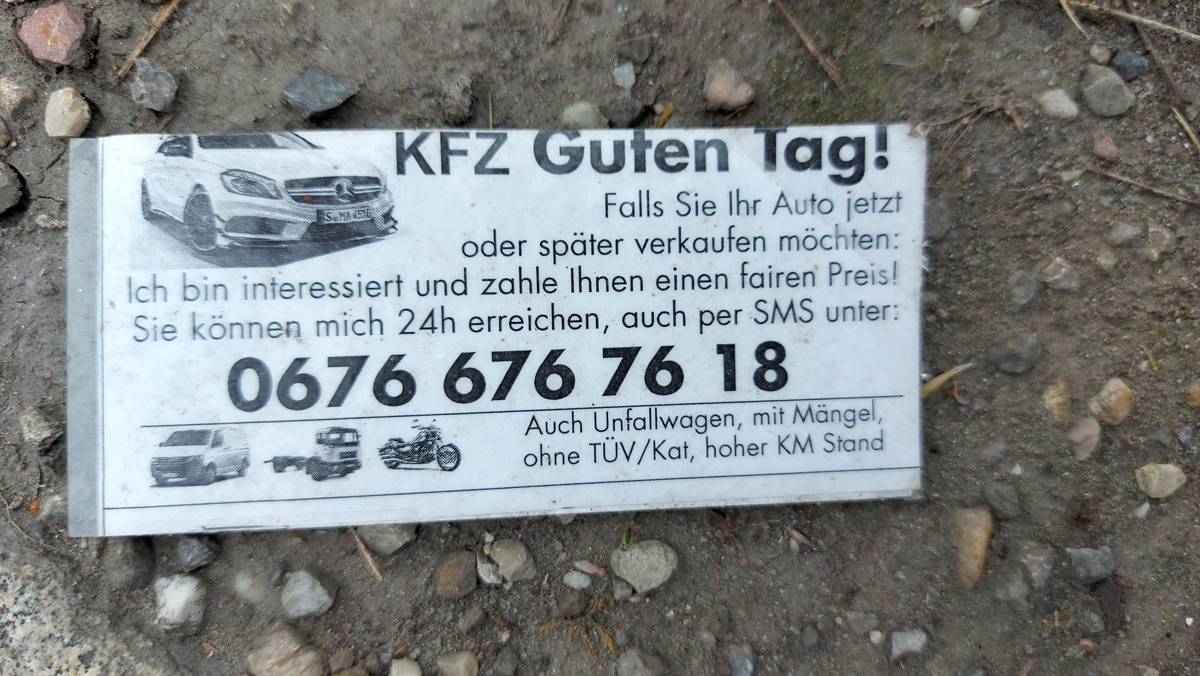 KFZ Guten Tag!
Falls Sie Ihr Auto jetzt
oder später verkaufen möchten:
Ich bin interessiert und zahle Ihnen einen fairen Preis!
Sie können mich 24h erreichen, auch per SMS unter:
0676 676 76 18
Auch Unfallwagen, mit Mängel,
ohne TÜV/Kat, hoher KM Stand